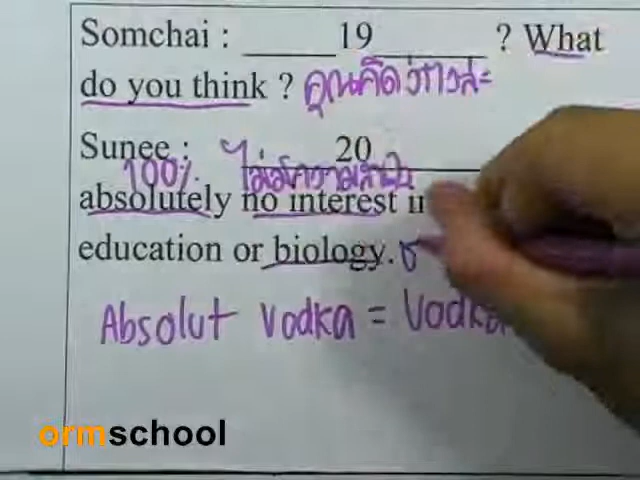 Somchai : ______19________ ? What
do you think ? คุณคิดว่าไงล่ะ
Sunee : 20
100%
absolutely no interest
education or biology.
Absolut vodka = Vodka
ormschool